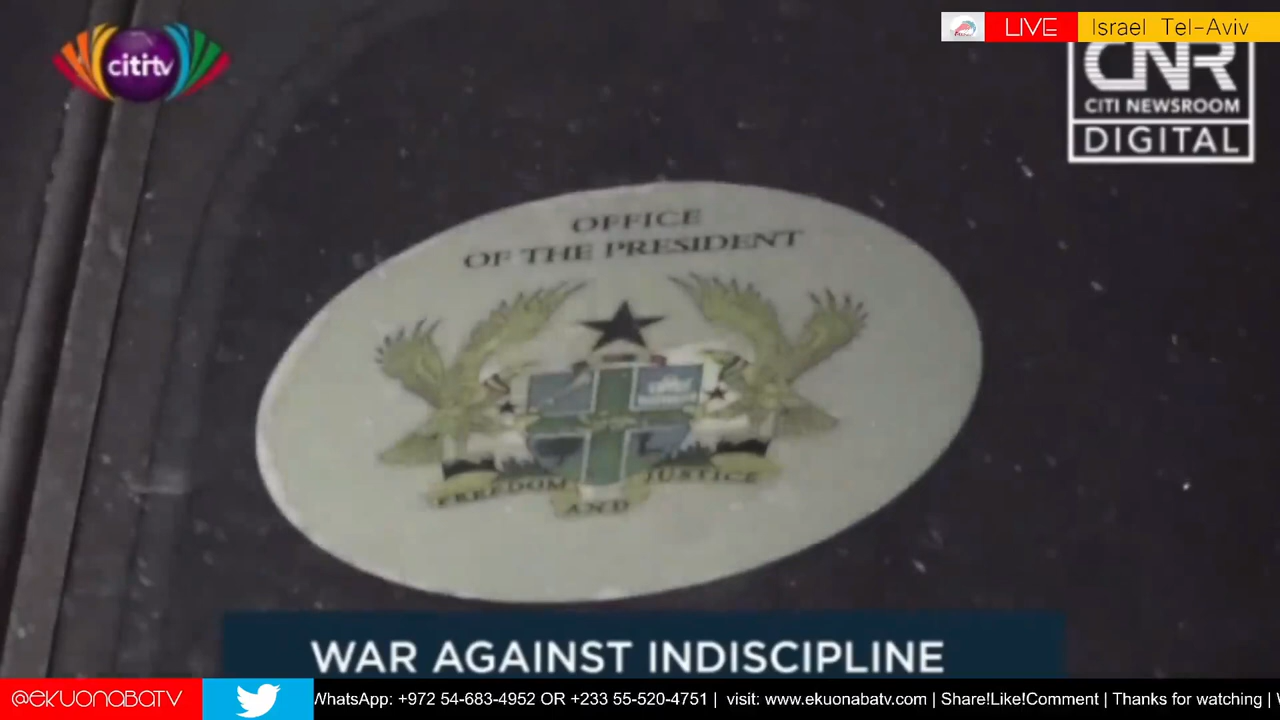 cititv
LIVE
Israel Tel-Aviv
CNR
CITI NEWSROOM
DIGITAL
OFFICE
OF THE PRESIDENT
FREEDOM AND JUSTICE
WAR AGAINST INDISCIPLINE
@ekuonabaTV
WhatsApp: +972 54-683-4952 OR +233 55-520-4751 | visit: www.ekuonabatv.com | Share!Like!Comment | Thanks for watching |